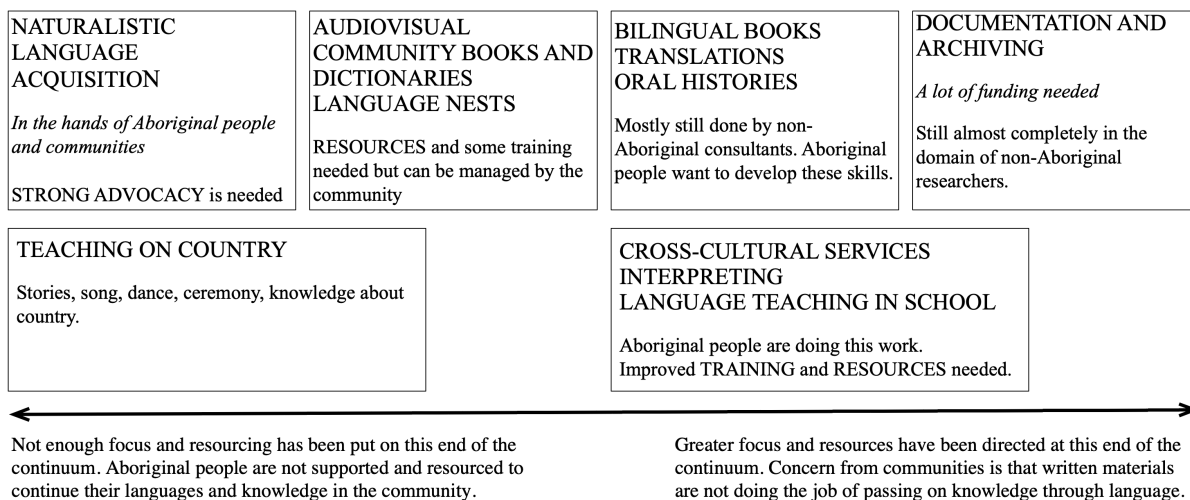 NATURALISTIC
LANGUAGE
ACQUISITION
In the hands of Aboriginal people
and communities
STRONG ADVOCACY is needed
AUDIOVISUAL
COMMUNITY BOOKS AND
DICTIONARIES
LANGUAGE NESTS
RESOURCES and some training
needed but can be managed by the
community
BILINGUAL BOOKS
TRANSLATIONS
ORAL HISTORIES
Mostly still done by non-
Aboriginal consultants. Aboriginal
people want to develop these skills.
DOCUMENTATION AND
ARCHIVING
A lot of funding needed
Still almost completely in the
domain of non-Aboriginal
researchers.
TEACHING ON COUNTRY
Stories, song, dance, ceremony, knowledge about
country.
CROSS-CULTURAL SERVICES
INTERPRETING
LANGUAGE TEACHING IN SCHOOL
Aboriginal people are doing this work.
Improved TRAINING and RESOURCES needed.
Not enough focus and resourcing has been put on this end of the
continuum. Aboriginal people are not supported and resourced to
continue their languages and knowledge in the community.
Greater focus and resources have been directed at this end of the
continuum. Concern from communities is that written materials
are not doing the job of passing on knowledge through language.